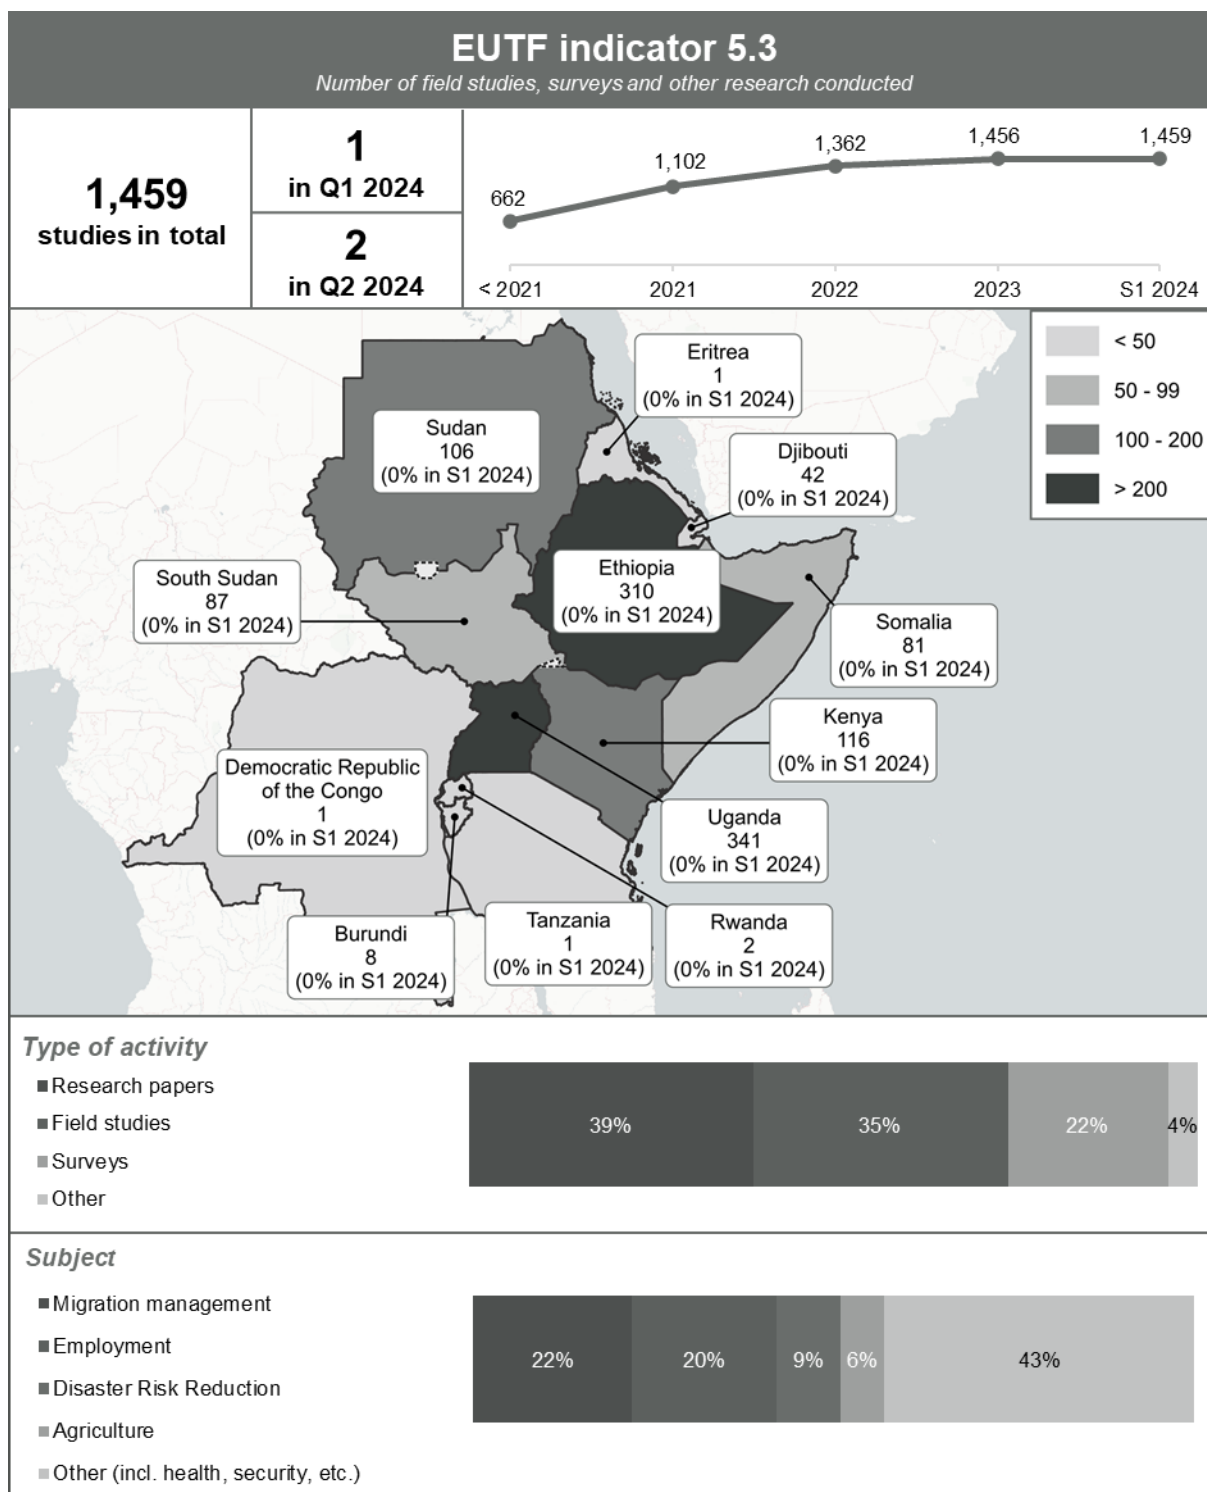 EUTF indicator 5.3
Number of field studies, surveys and other research conducted
1,459
studies in total
1
in Q1 2024
2
in Q2 2024
662
1,102
1,362
1,456
1,459
< 2021
2021
2022
2023
S1 2024
< 50
50 - 99
100 - 200
> 200
Eritrea
1
(0% in S1 2024)
Sudan
106
(0% in S1 2024)
Djibouti
42
(0% in S1 2024)
South Sudan
87
(0% in S1 2024)
Ethiopia
310
(0% in S1 2024)
Somalia
81
(0% in S1 2024)
Kenya
116
(0% in S1 2024)
Democratic Republic
of the Congo
1
(0% in S1 2024)
Uganda
341
(0% in S1 2024)
Burundi
8
(0% in S1 2024)
Tanzania
1
(0% in S1 2024)
Rwanda
2
(0% in S1 2024)
Type of activity
Research papers
Field studies
Surveys
Other
39%
35%
22%
4%
Subject
Migration management
Employment
Disaster Risk Reduction
Agriculture
Other (incl. health, security, etc.)
22%
20%
9%
6%
43%